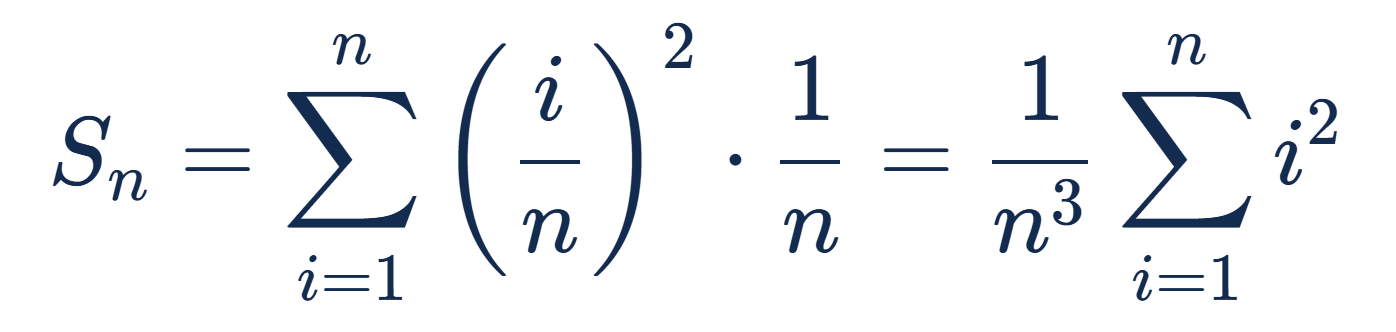 $S_n = \sum_{i=1}^{n} \left( \frac{i}{n} \right)^2 \cdot \frac{1}{n} = \frac{1}{n^3} \sum_{i=1}^{n} i^2$